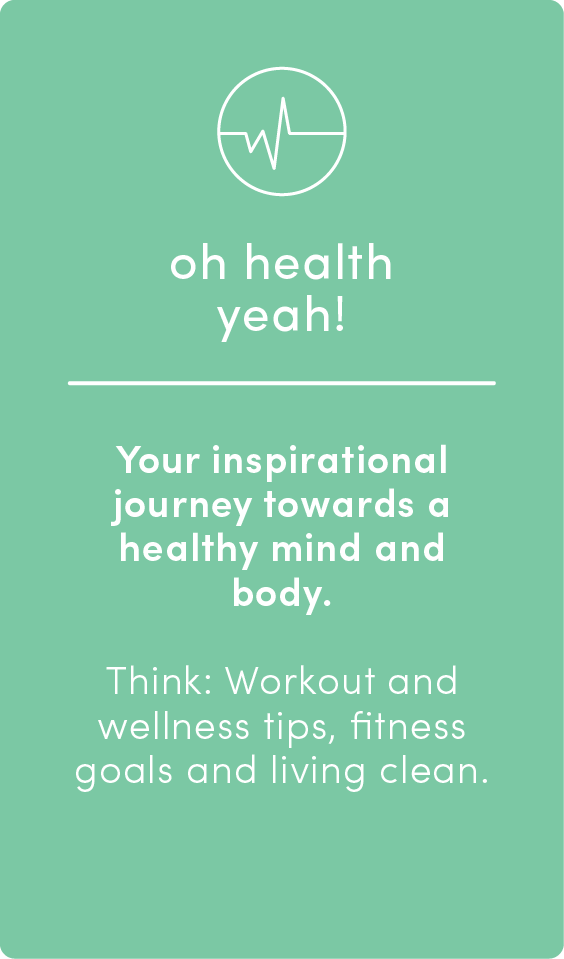 oh health
yeah!
Your inspirational
journey towards a
healthy mind and
body.
Think: Workout and
wellness tips, fitness
goals and living clean.